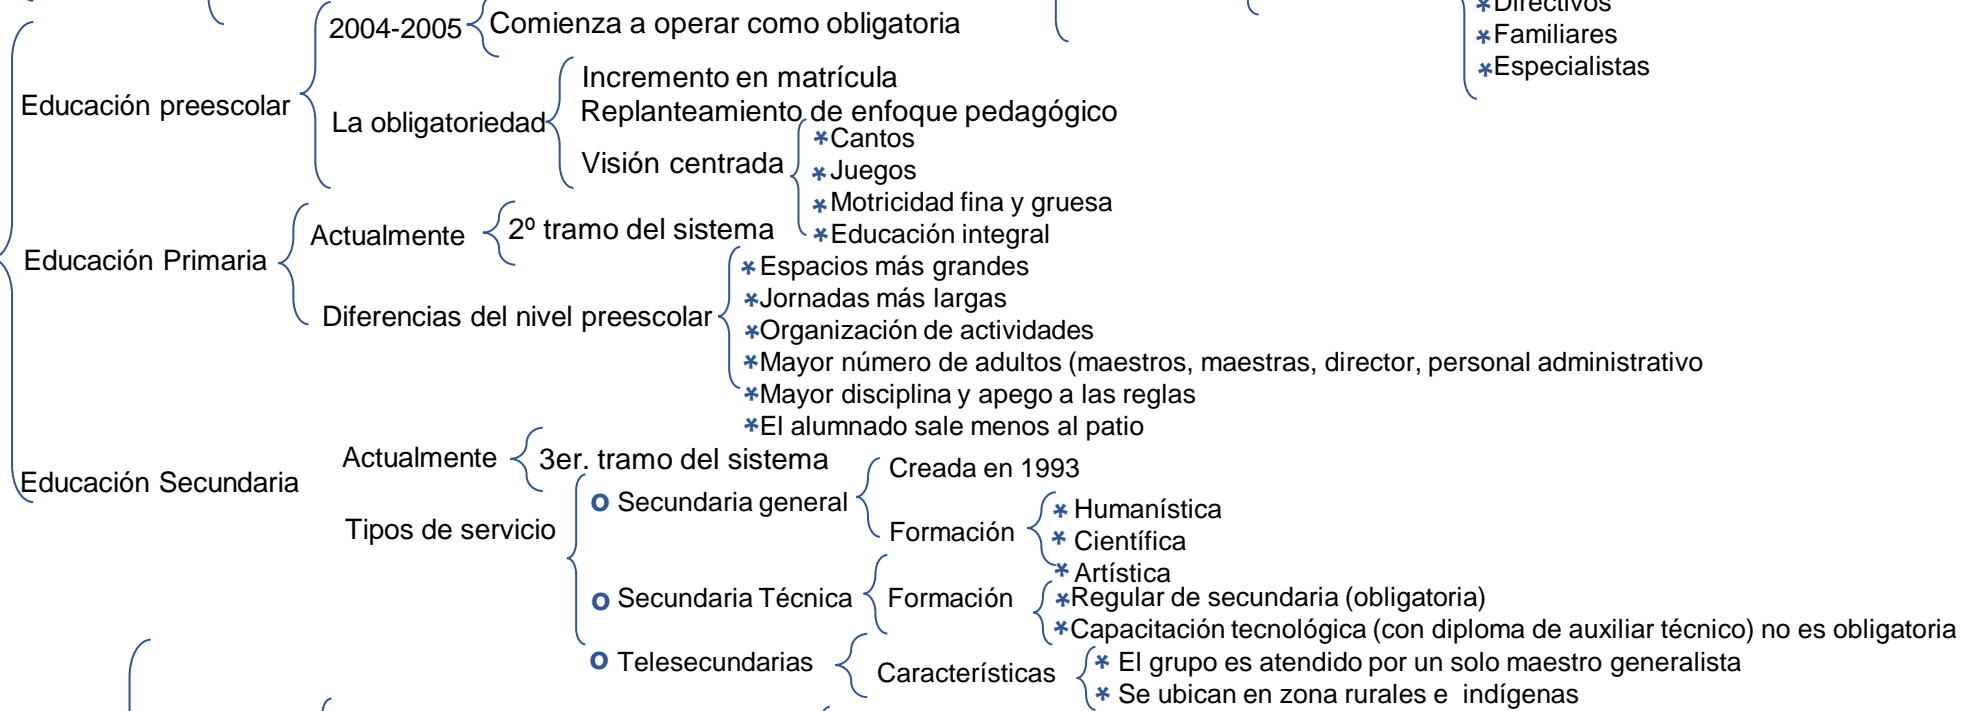 *Directivos
*Familiares
*Especialistas
Educación preescolar
2004-2005
Comienza a operar como obligatoria
La obligatoriedad
Incremento en matrícula
Replanteamiento de enfoque pedagógico
Visión centrada
*Cantos
*Juegos
*Motricidad fina y gruesa
*Educación integral
Educación Primaria
Actualmente
2º tramo del sistema
Diferencias del nivel preescolar
*Espacios más grandes
*Jornadas más largas
*Organización de actividades
*Mayor número de adultos (maestros, maestras, director, personal administrativo
*Mayor disciplina y apego a las reglas
*El alumnado sale menos al patio
Educación Secundaria
Actualmente
3er. tramo del sistema
Tipos de servicio
o Secundaria general
Creada en 1993
Formación
* Humanística
* Científica
* Artística
o Secundaria Técnica
Formación
*Regular de secundaria (obligatoria)
*Capacitación tecnológica (con diploma de auxiliar técnico) no es obligatoria
o Telesecundarias
Características
* El grupo es atendido por un solo maestro generalista
* Se ubican en zona rurales e  indígenas